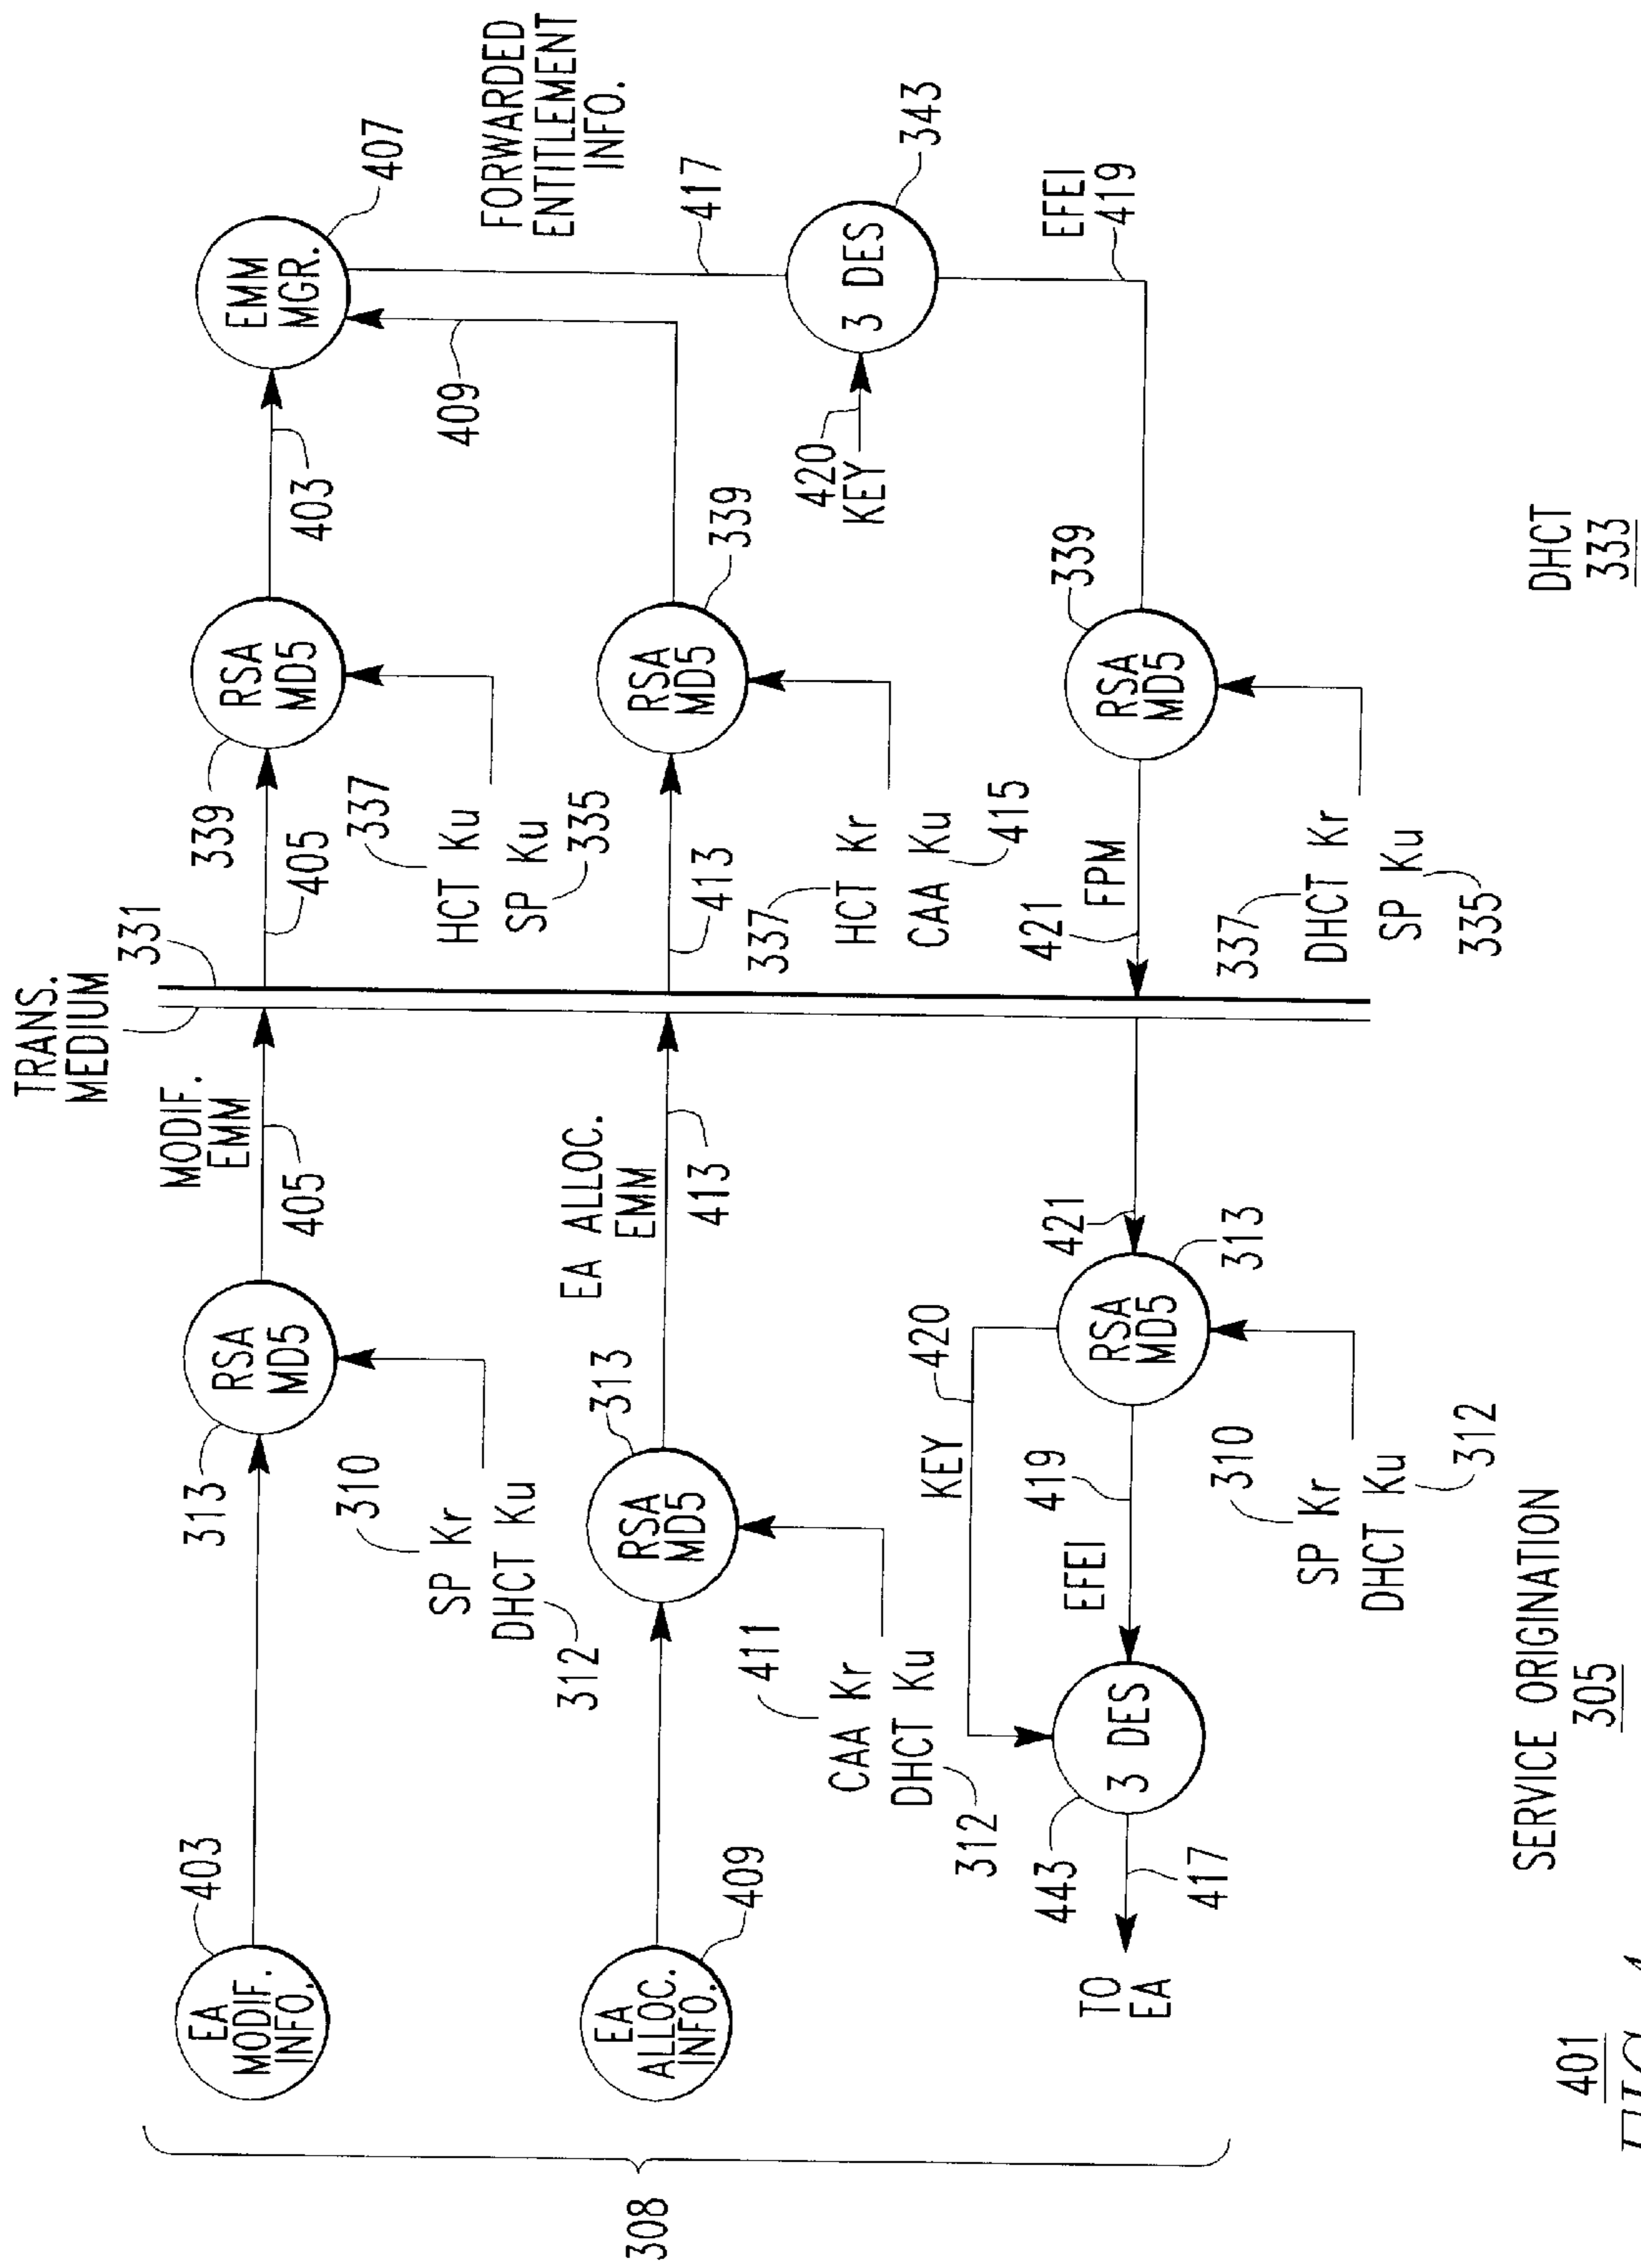 TRANS.
MEDIUM
331
EA
MODIF.
INFO.
403
RSA
MD5
313
MODIF.
EMM
405
405
RSA
MD5
339
403
EMM
MGR.
407
310
SP Kr
DHCT Ku
312
337
HCT Ku
SP Ku
335
409
FORWARDED
ENTITLEMENT
INFO.
417
EA
ALLOC.
INFO.
409
RSA
MD5
313
EA ALLOC.
EMM
413
413
RSA
MD5
339
411
CAA Kr
DHCT Ku
312
337
HCT Kr
CAA Ku
415
420
KEY
3 DES
343
EFEI
419
TO
EA
417
3 DES
443
KEY
420
EFEI
419
RSA
MD5
313
421
421
FPM
RSA
MD5
339
310
SP Kr
DHCT Ku
312
337
DHCT Kr
SP Ku
335
308
SERVICE ORIGINATION
305
DHCT
333
401